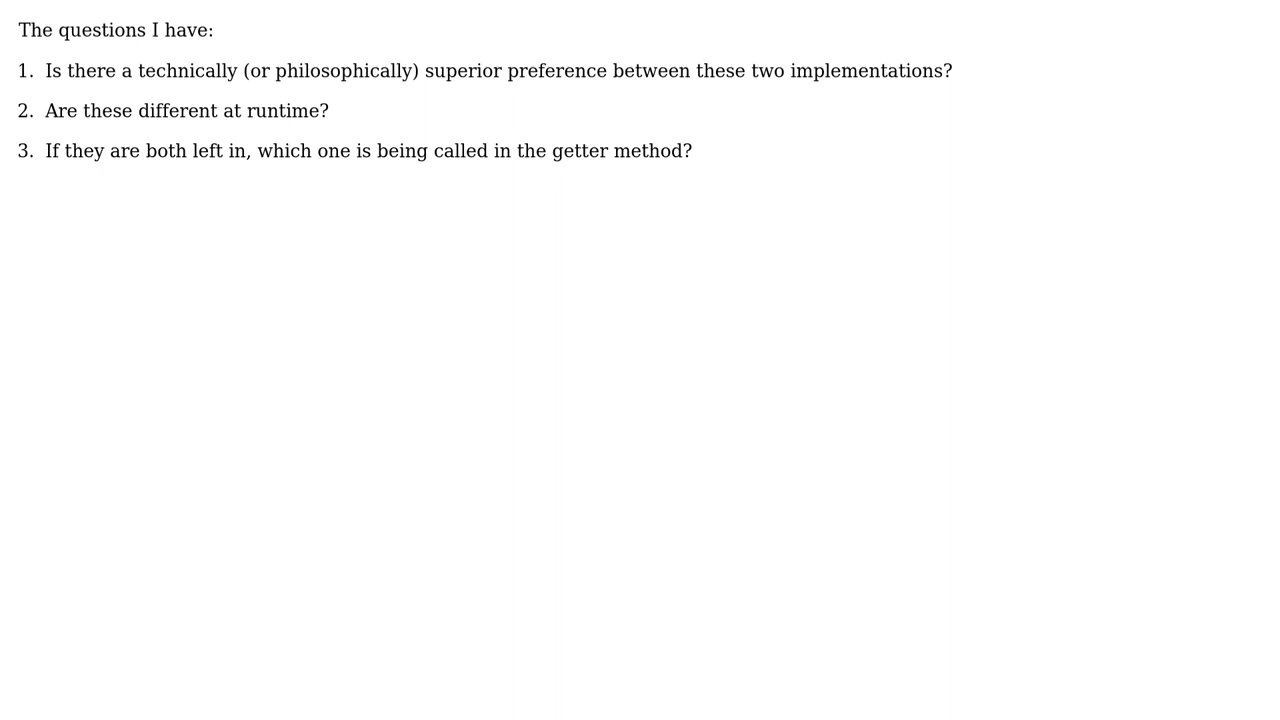 The questions I have:
1. Is there a technically (or philosophically) superior preference between these two implementations?
2. Are these different at runtime?
3. If they are both left in, which one is being called in the getter method?